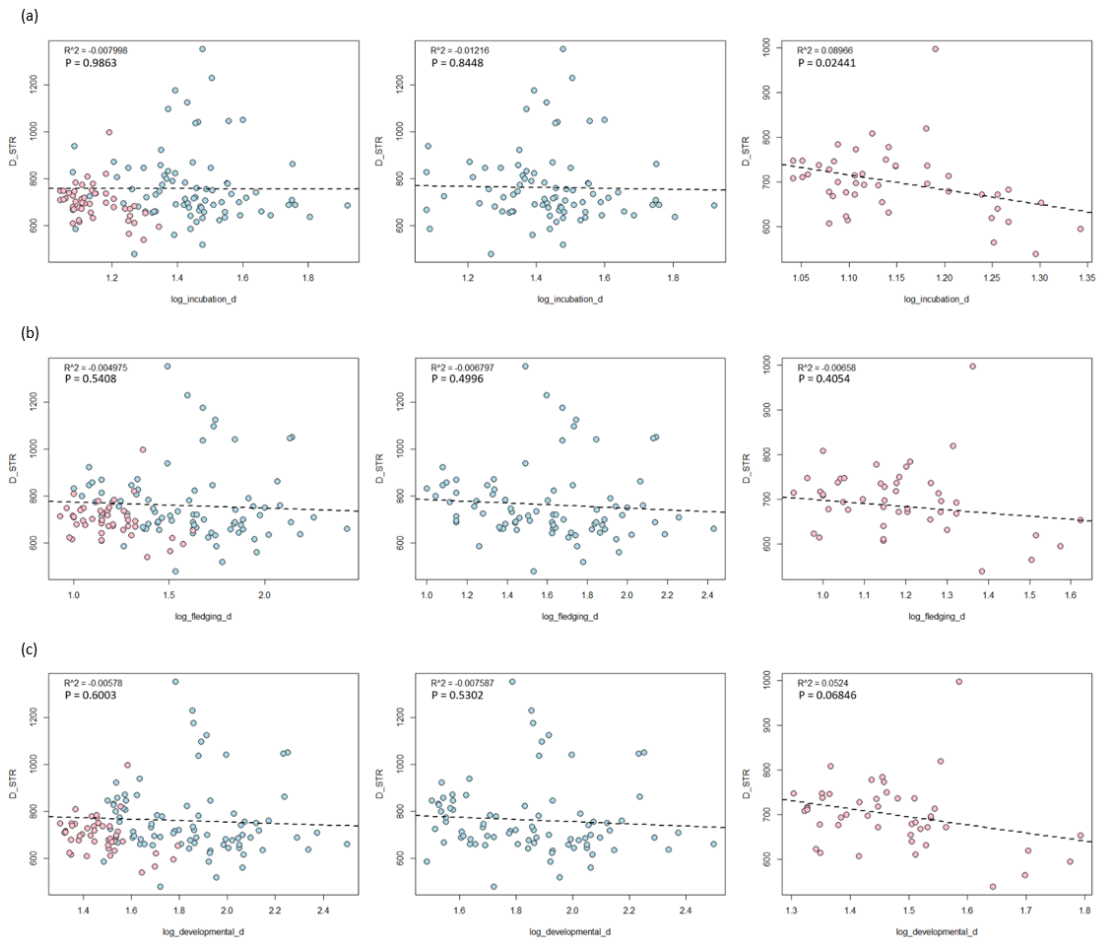 (a)
R^2 = -0.007998
P = 0.9863
D_STR
600 800 1000 1200
1.2 1.4 1.6 1.8
log_incubation_d
R^2 = -0.01216
P = 0.8448
D_STR
600 800 1000 1200
1.2 1.4 1.6 1.8
log_incubation_d
R^2 = 0.08966
P = 0.02441
D_STR
600 700 800 900 1000
1.05 1.10 1.15 1.20 1.25 1.30 1.35
log_incubation_d
(b)
R^2 = -0.004975
P = 0.5408
D_STR
600 800 1000 1200
1.0 1.5 2.0
log_fledging_d
R^2 = -0.006797
P = 0.4996
D_STR
600 800 1000 1200
1.0 1.2 1.4 1.6 1.8 2.0 2.2 2.4
log_fledging_d
R^2 = -0.00658
P = 0.4054
D_STR
600 700 800 900 1000
1.0 1.1 1.2 1.3 1.4 1.5 1.6
log_fledging_d
(c)
R^2 = -0.00578
P = 0.6003
D_STR
600 800 1000 1200
1.4 1.6 1.8 2.0 2.2 2.4
log_developmental_d
R^2 = -0.007587
P = 0.5302
D_STR
600 800 1000 1200
1.6 1.8 2.0 2.2 2.4
log_developmental_d
R^2 = 0.0524
P = 0.06846
D_STR
600 700 800 900 1000
1.3 1.4 1.5 1.6 1.7 1.8
log_developmental_d